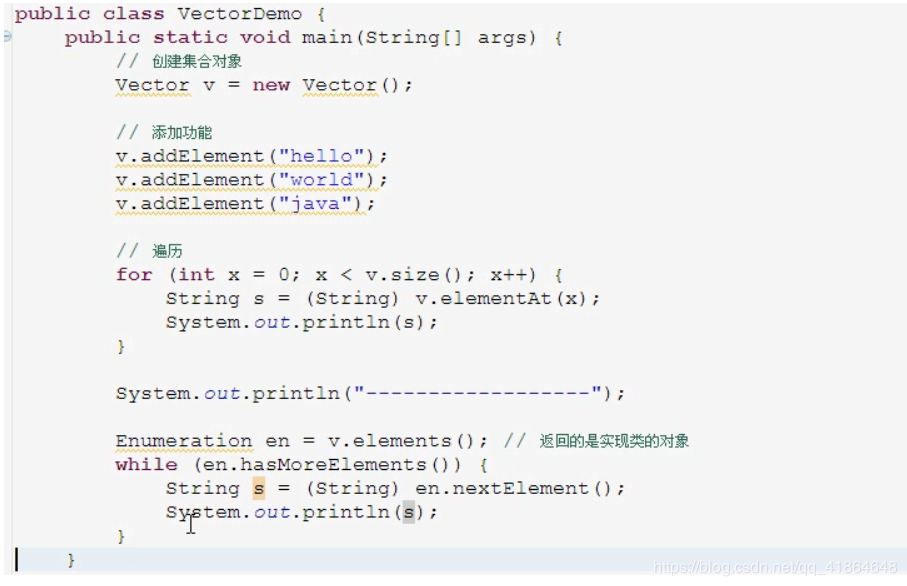 public class VectorDemo {
    public static void main(String[] args) {
        // 创建集合对象
        Vector v = new Vector();

        // 添加功能
        v.addElement("hello");
        v.addElement("world");
        v.addElement("java");

        // 遍历
        for (int x = 0; x < v.size(); x++) {
            String s = (String) v.elementAt(x);
            System.out.println(s);
        }

        System.out.println("------------------");

        Enumeration en = v.elements(); // 返回的是实现类的对象
        while (en.hasMoreElements()) {
            String s = (String) en.nextElement();
            System.out.println(s);
        }
    }
https://blog.csdn.net/qq_41864648